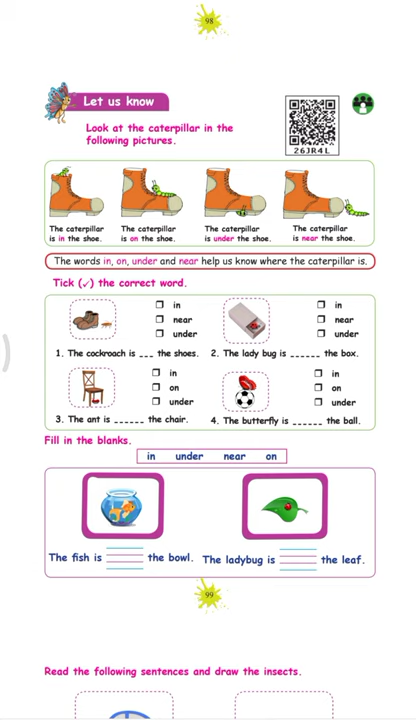 98
Let us know
Look at the caterpillar in the
following pictures.
26JR4L
The caterpillar
is in the shoe.
The caterpillar
is on the shoe.
The caterpillar
is under the shoe.
The caterpillar
is near the shoe.
The words in, on, under and near help us know where the caterpillar is.
Tick (✓) the correct word.
❒ in
❒ near
❒ under
1. The cockroach is ___ the shoes.
❒ in
❒ near
❒ under
2. The lady bug is ______ the box.
❒ in
❒ on
❒ under
3. The ant is ______ the chair.
❒ in
❒ on
❒ under
4. The butterfly is ______ the ball.
Fill in the blanks.
in under near on
The fish is ______ the bowl.
The ladybug is ______ the leaf.
99
Read the following sentences and draw the insects.